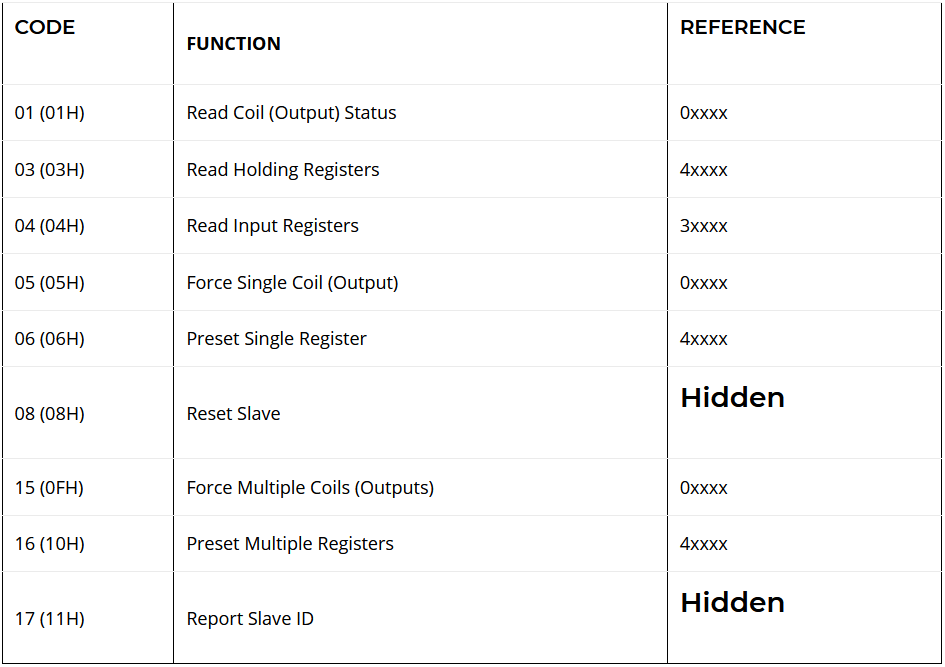 CODE FUNCTION REFERENCE
01 (01H) Read Coil (Output) Status 0xxxx
03 (03H) Read Holding Registers 4xxxx
04 (04H) Read Input Registers 3xxxx
05 (05H) Force Single Coil (Output) 0xxxx
06 (06H) Preset Single Register 4xxxx
08 (08H) Reset Slave Hidden
15 (0FH) Force Multiple Coils (Outputs) 0xxxx
16 (10H) Preset Multiple Registers 4xxxx
17 (11H) Report Slave ID Hidden